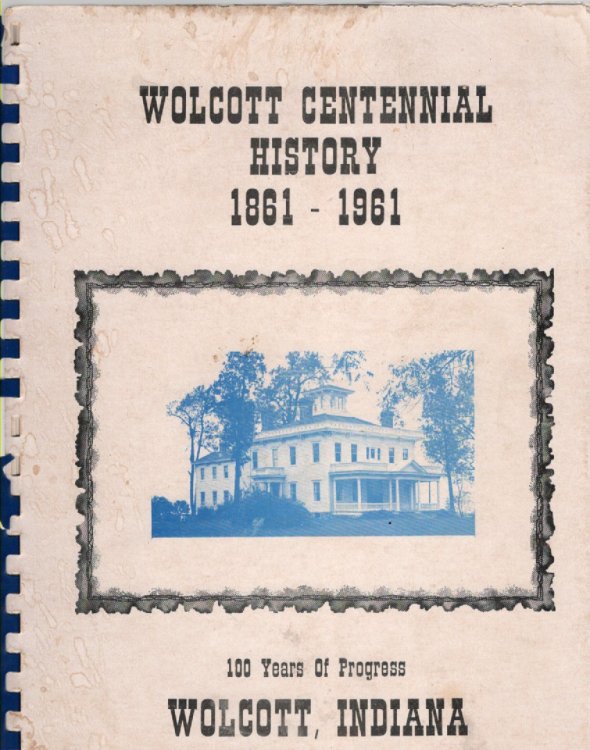 WOLCOTT CENTENNIAL
HISTORY
1861 - 1961
100 Years Of Progress
WOLCOTT, INDIANA